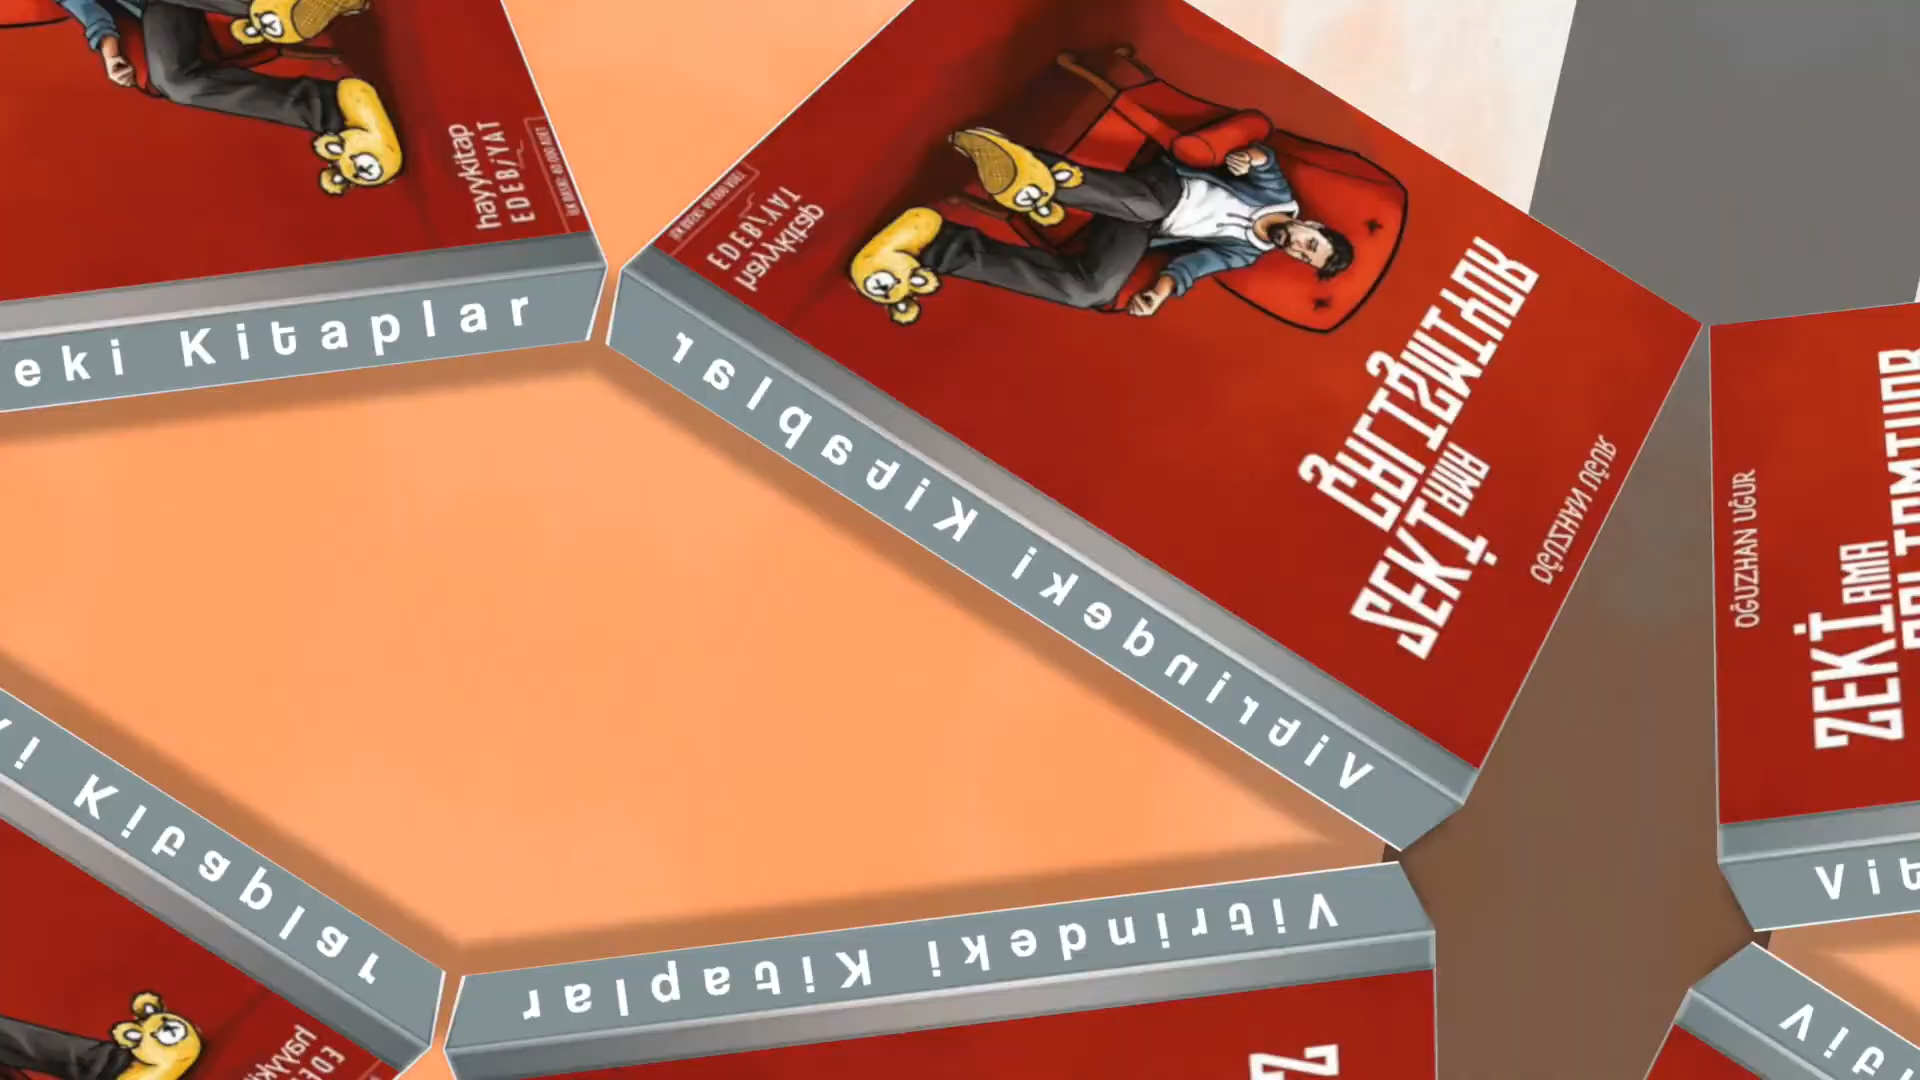 hayykitap
EDEBİYAT
eki Kitaplar
EDEBİYAT
hayykitap
ZEKİ AMA
ÇALIŞMIYOR
OĞUZHAN UĞUR
Vitrindeki Kitaplar
OĞUZHAN UĞUR
ZEKİ AMA
Vit
Kitaplar
Vitrindeki Kitaplar
Z
Vit